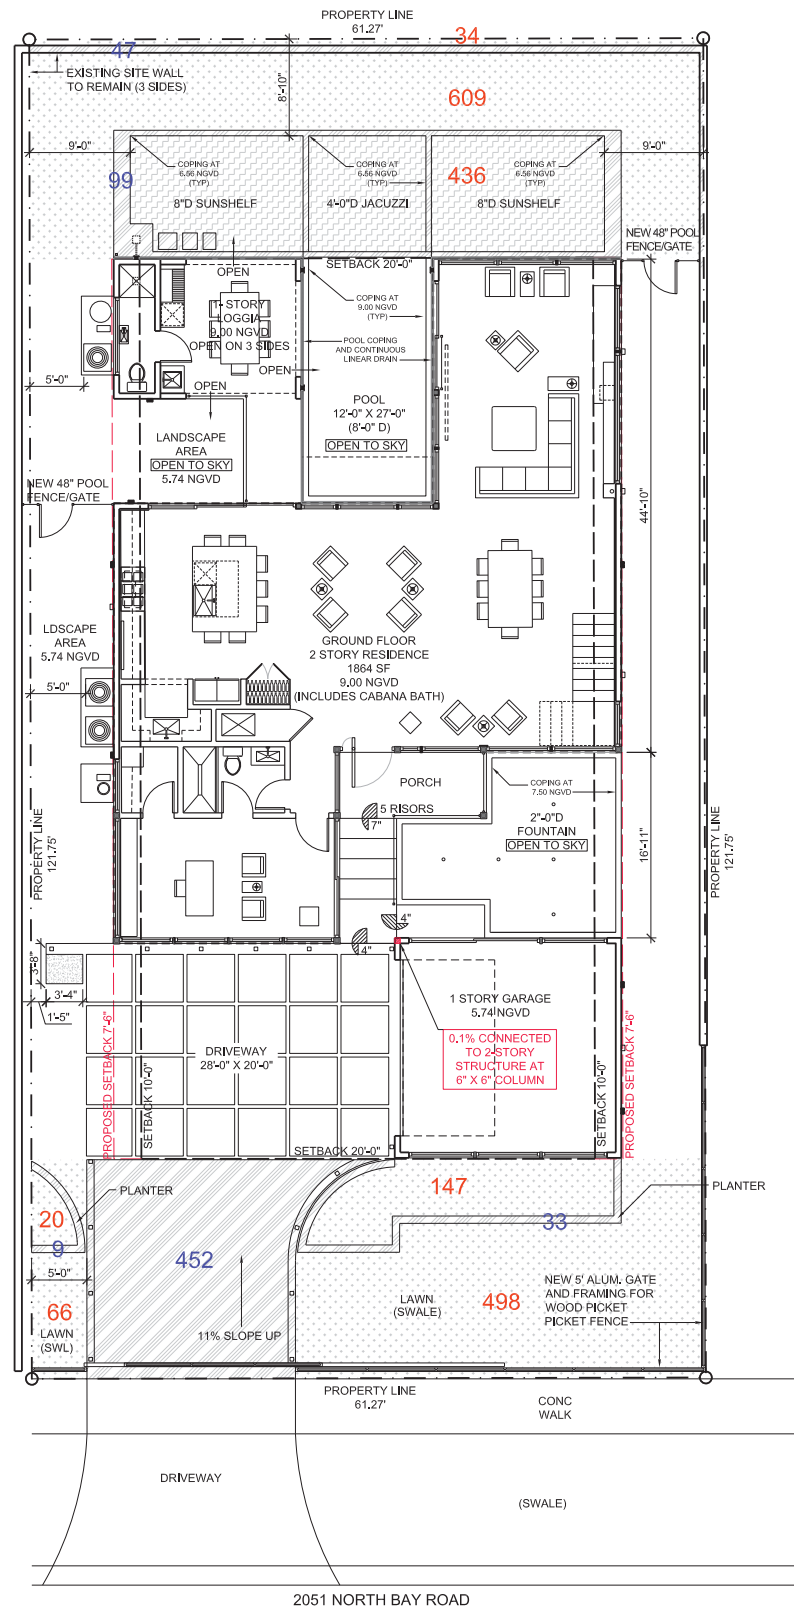 PROPERTY LINE
61.27'
34
47
EXISTING SITE WALL
TO REMAIN (3 SIDES)
8'-10"
609
9'-0"
9'-0"
COPING AT
6.56 NGVD
(TYP)
COPING AT
6.56 NGVD
(TYP)
COPING AT
6.56 NGVD
(TYP)
99
436
8"D SUNSHELF
4'-0"D JACUZZI
8"D SUNSHELF
NEW 48" POOL
FENCE/GATE
OPEN
SETBACK 20'-0"
1- STORY
LOGGIA
9.00 NGVD
OPEN ON 3 SIDES
COPING AT
9.00 NGVD
(TYP)
POOL COPING
AND CONTINUOUS
LINEAR DRAIN
OPEN
OPEN
5'-0"
POOL
12'-0" X 27'-0"
(8'-0" D)
OPEN TO SKY
LANDSCAPE
AREA
OPEN TO SKY
5.74 NGVD
NEW 48" POOL
FENCE/GATE
44'-10"
LDSCAPE
AREA
5.74 NGVD
GROUND FLOOR
2 STORY RESIDENCE
1864 SF
9.00 NGVD
(INCLUDES CABANA BATH)
5'-0"
PORCH
COPING AT
7.50 NGVD
5 RISORS
7"
2"-0"D
FOUNTAIN
OPEN TO SKY
PROPERTY LINE
121.75'
16'-11"
PROPERTY LINE
121.75'
4"
4"
3'-8"
3'-4"
1'-5"
1 STORY GARAGE
5.74 NGVD
0.1% CONNECTED
TO 2-STORY
STRUCTURE AT
6" X 6" COLUMN
DRIVEWAY
28'-0" X 20'-0"
PROPOSED SETBACK 7'-6"
SETBACK 10'-0"
SETBACK 10'-0"
PROPOSED SETBACK 7'-6"
SETBACK 20'-0"
PLANTER
147
PLANTER
20
9
33
452
5'-0"
66
LAWN
(SWL)
11% SLOPE UP
LAWN
(SWALE)
498
NEW 5' ALUM. GATE
AND FRAMING FOR
WOOD PICKET
PICKET FENCE
PROPERTY LINE
61.27'
CONC
WALK
DRIVEWAY
(SWALE)
2051 NORTH BAY ROAD